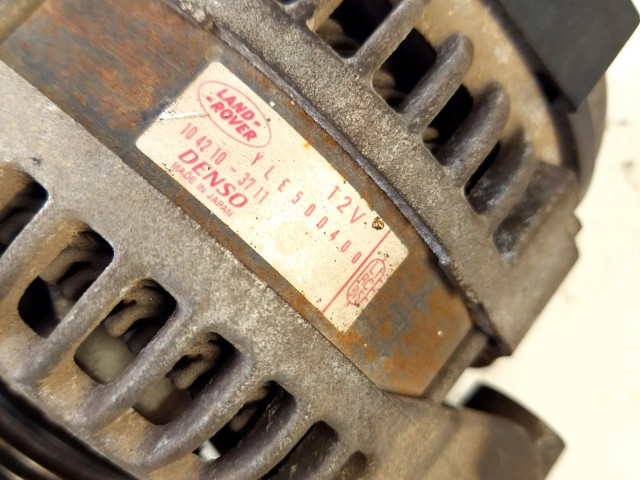 LAND-
-ROVER
YLE500400
12V
104210-3711
DENSO
MADE IN JAPAN